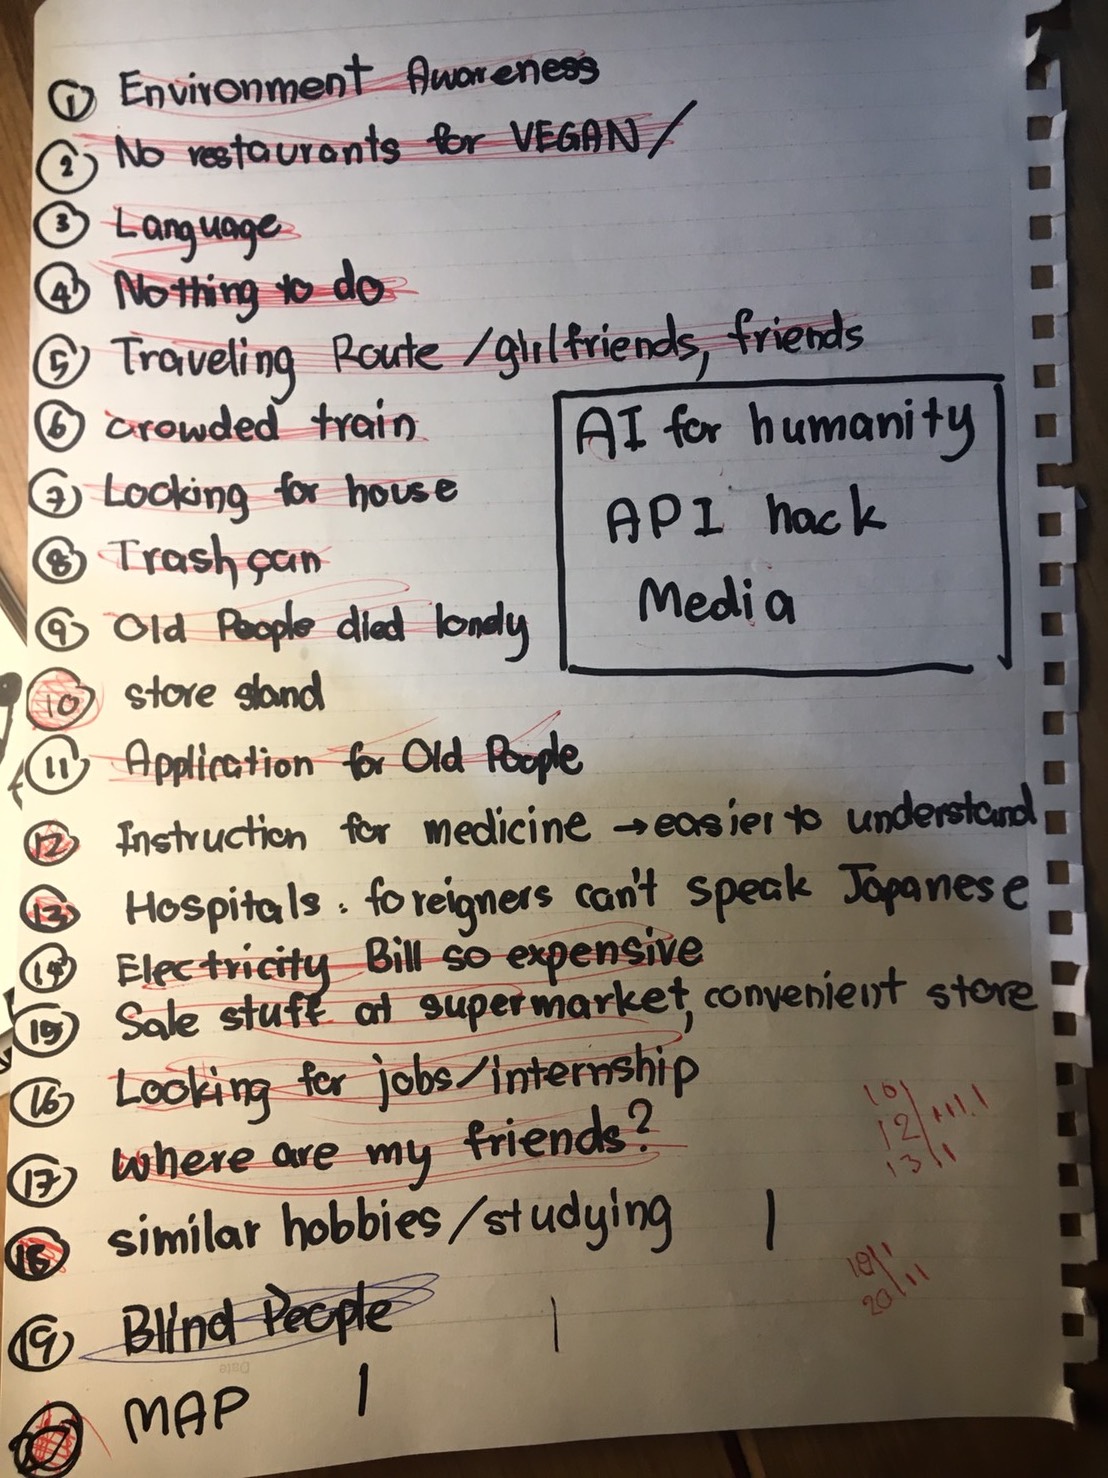 ① Environment Awareness
② No restaurants for VEGAN /
③ Language
④ Nothing to do
⑤ Traveling Route / girlfriends, friends
⑥ crowded train
⑦ Looking for house
⑧ Trash can
⑨ Old People died lonely
⑩ store stand
⑪ Application for Old People
⑫ Instruction for medicine → easier to understand
⑬ Hospitals. foreigners can't speak Japanese
⑭ Electricity Bill so expensive
⑮ Sale stuff at supermarket, convenient store
⑯ Looking for jobs/internship
⑰ where are my friends?
⑱ similar hobbies/studying |
⑲ Blind People |
⑳ MAP |
AI for humanity
API hack
Media
10
12
13
18
20